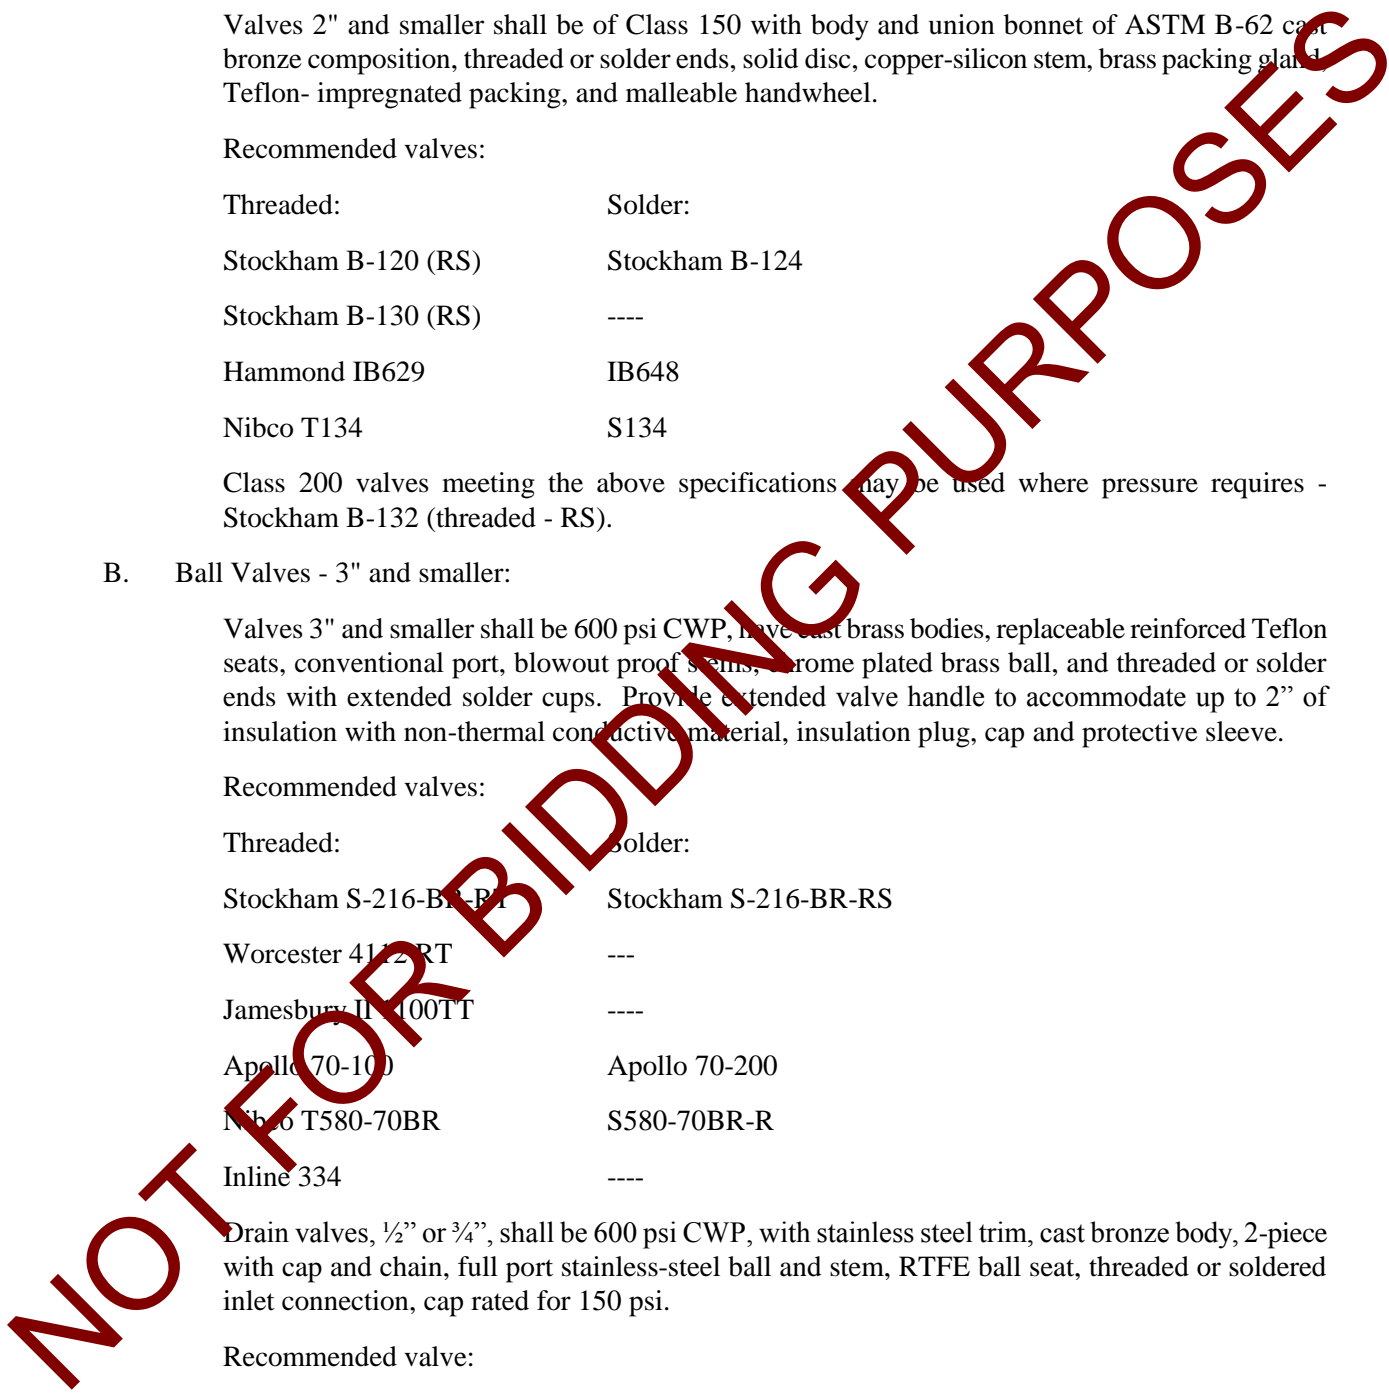 Valves 2" and smaller shall be of Class 150 with body and union bonnet of ASTM B-62 cast
bronze composition, threaded or solder ends, solid disc, copper-silicon stem, brass packing gland,
Teflon- impregnated packing, and malleable handwheel.
Recommended valves:
Threaded: Solder:
Stockham B-120 (RS) Stockham B-124
Stockham B-130 (RS) ----
Hammond IB629 IB648
Nibco T134 S134
Class 200 valves meeting the above specifications may be used where pressure requires -
Stockham B-132 (threaded - RS).
B. Ball Valves - 3" and smaller:
Valves 3" and smaller shall be 600 psi CWP, have cast brass bodies, replaceable reinforced Teflon
seats, conventional port, blowout proof stems, chrome plated brass ball, and threaded or solder
ends with extended solder cups. Provide extended valve handle to accommodate up to 2” of
insulation with non-thermal conductive material, insulation plug, cap and protective sleeve.
Recommended valves:
Threaded: Solder:
Stockham S-216-BR-RT Stockham S-216-BR-RS
Worcester 4112 RT ---
Jamesbury II 1100TT ----
Apollo 70-100 Apollo 70-200
Nibco T580-70BR S580-70BR-R
Inline 334 ----
Drain valves, ½” or ¾”, shall be 600 psi CWP, with stainless steel trim, cast bronze body, 2-piece
with cap and chain, full port stainless-steel ball and stem, RTFE ball seat, threaded or soldered
inlet connection, cap rated for 150 psi.
Recommended valve:
NOT FOR BIDDING PURPOSES